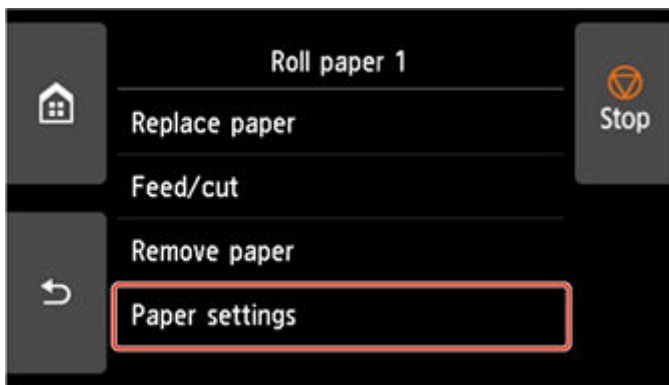 Roll paper 1
Stop
Replace paper
Feed/cut
Remove paper
Paper settings